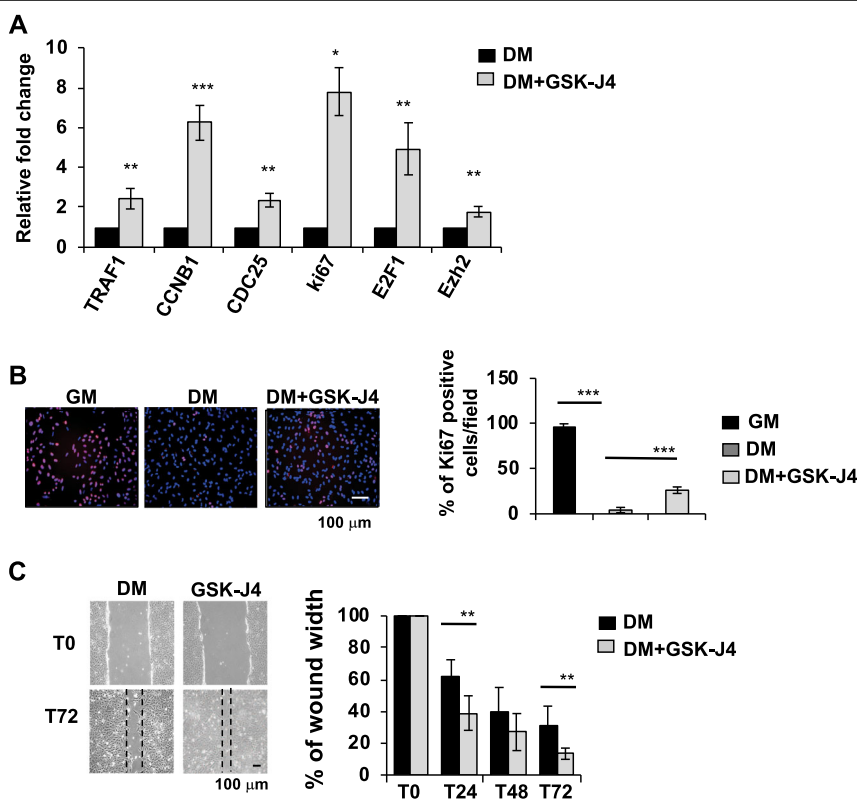 A
Relative fold change
10
8
6
4
2
0
**
***
**
*
**
**
TRAF1
CCNB1
CDC25
ki67
E2F1
Ezh2
DM
DM+GSK-J4
B
GM
DM
DM+GSK-J4
100 μm
% of Ki67 positive
cells/field
150
100
50
0
***
***
GM
DM
DM+GSK-J4
C
DM
GSK-J4
T0
T72
100 μm
% of wound width
100
80
60
40
20
0
**
**
T0
T24
T48
T72
DM
DM+GSK-J4